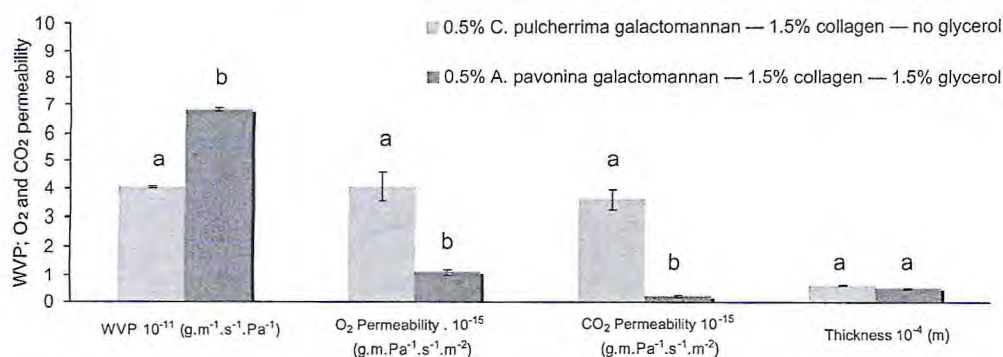 10
9
8
7
6
5
4
3
2
1
0
WVP; O2 and CO2 permeability
0.5% C. pulcherrima galactomannan — 1.5% collagen — no glycerol
0.5% A. pavonina galactomannan — 1.5% collagen — 1.5% glycerol
a
b
a
b
a
b
a
a
WVP 10⁻¹¹ (g.m⁻¹.s⁻¹.Pa⁻¹)
O₂ Permeability . 10⁻¹⁵
(g.m.Pa⁻¹.s⁻¹.m⁻²)
CO₂ Permeability 10⁻¹⁵
(g.m.Pa⁻¹.s⁻¹.m⁻²)
Thickness 10⁻⁴ (m)